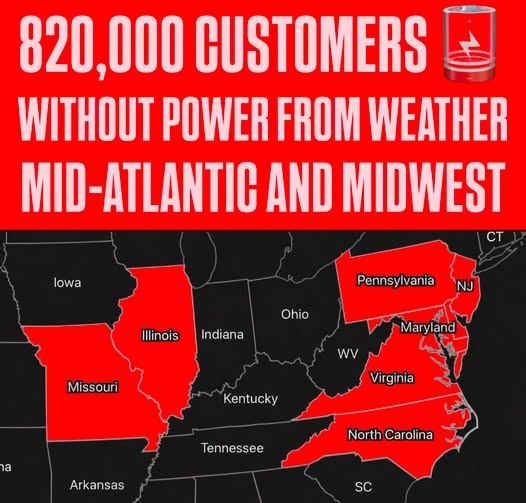 820,000 CUSTOMERS
WITHOUT POWER FROM WEATHER
MID-ATLANTIC AND MIDWEST
CT
Iowa
Pennsylvania
NJ
Ohio
Illinois
Indiana
Maryland
WV
Missouri
Virginia
Kentucky
North Carolina
Tennessee
na
Arkansas
SC